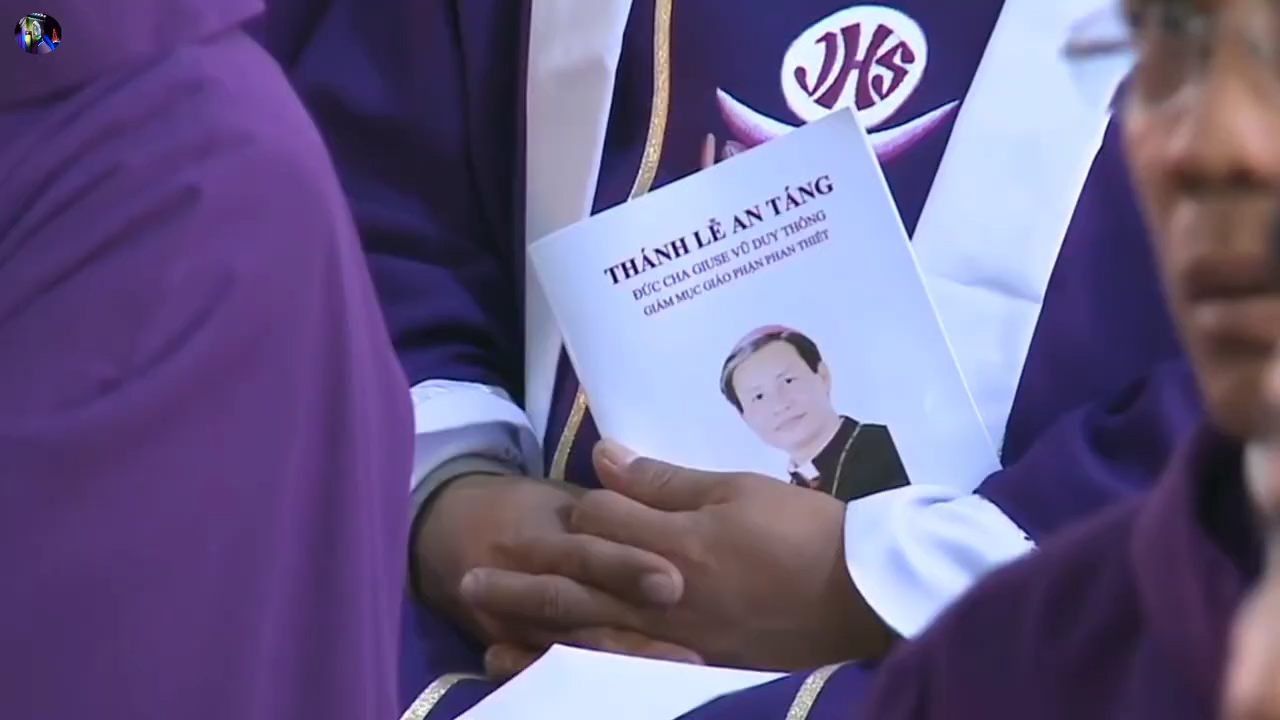 JHS
THÁNH LỄ AN TÁNG
ĐỨC CHA GIUSE VŨ DUY THỐNG
GIÁM MỤC GIÁO PHẬN PHAN THIẾT